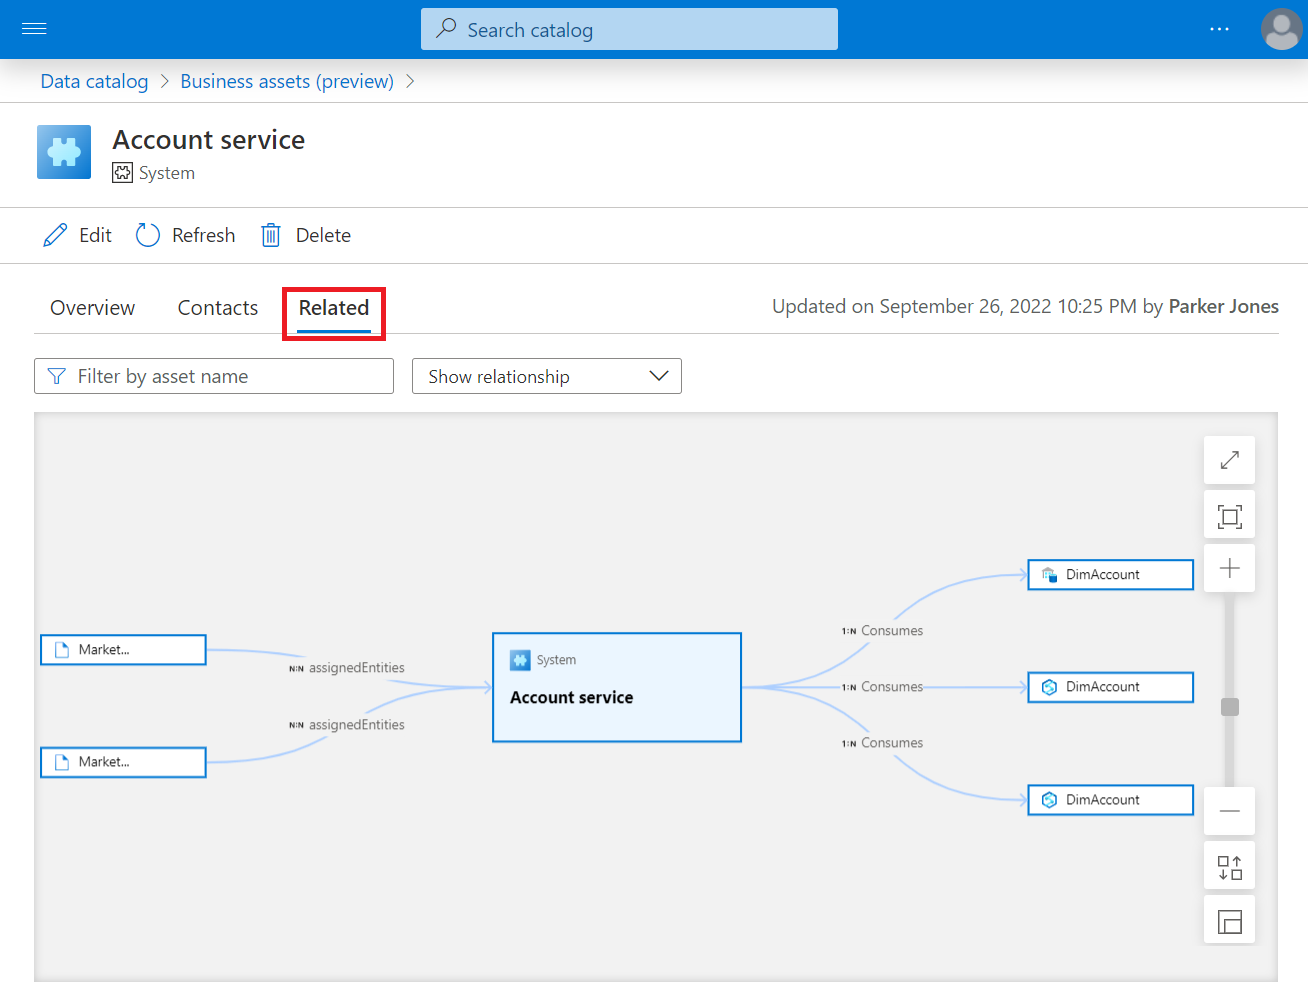 Search catalog
Data catalog > Business assets (preview) >
Account service
System
Edit Refresh Delete
Overview Contacts Related Updated on September 26, 2022 10:25 PM by Parker Jones
Filter by asset name Show relationship
DimAccount
1:N Consumes
Market...
N:N assignedEntities
System
Account service
1:N Consumes
DimAccount
N:N assignedEntities
1:N Consumes
Market...
DimAccount